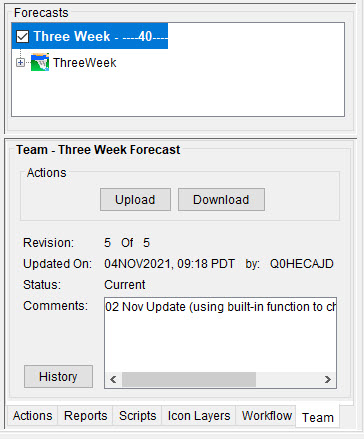 Forecasts
Three Week - ----40----
ThreeWeek
Team - Three Week Forecast
Actions
Upload Download
Revision: 5 Of 5
Updated On: 04NOV2021, 09:18 PDT by: Q0HECAJD
Status: Current
Comments: 02 Nov Update (using built-in function to ch
History
Actions Reports Scripts Icon Layers Workflow Team